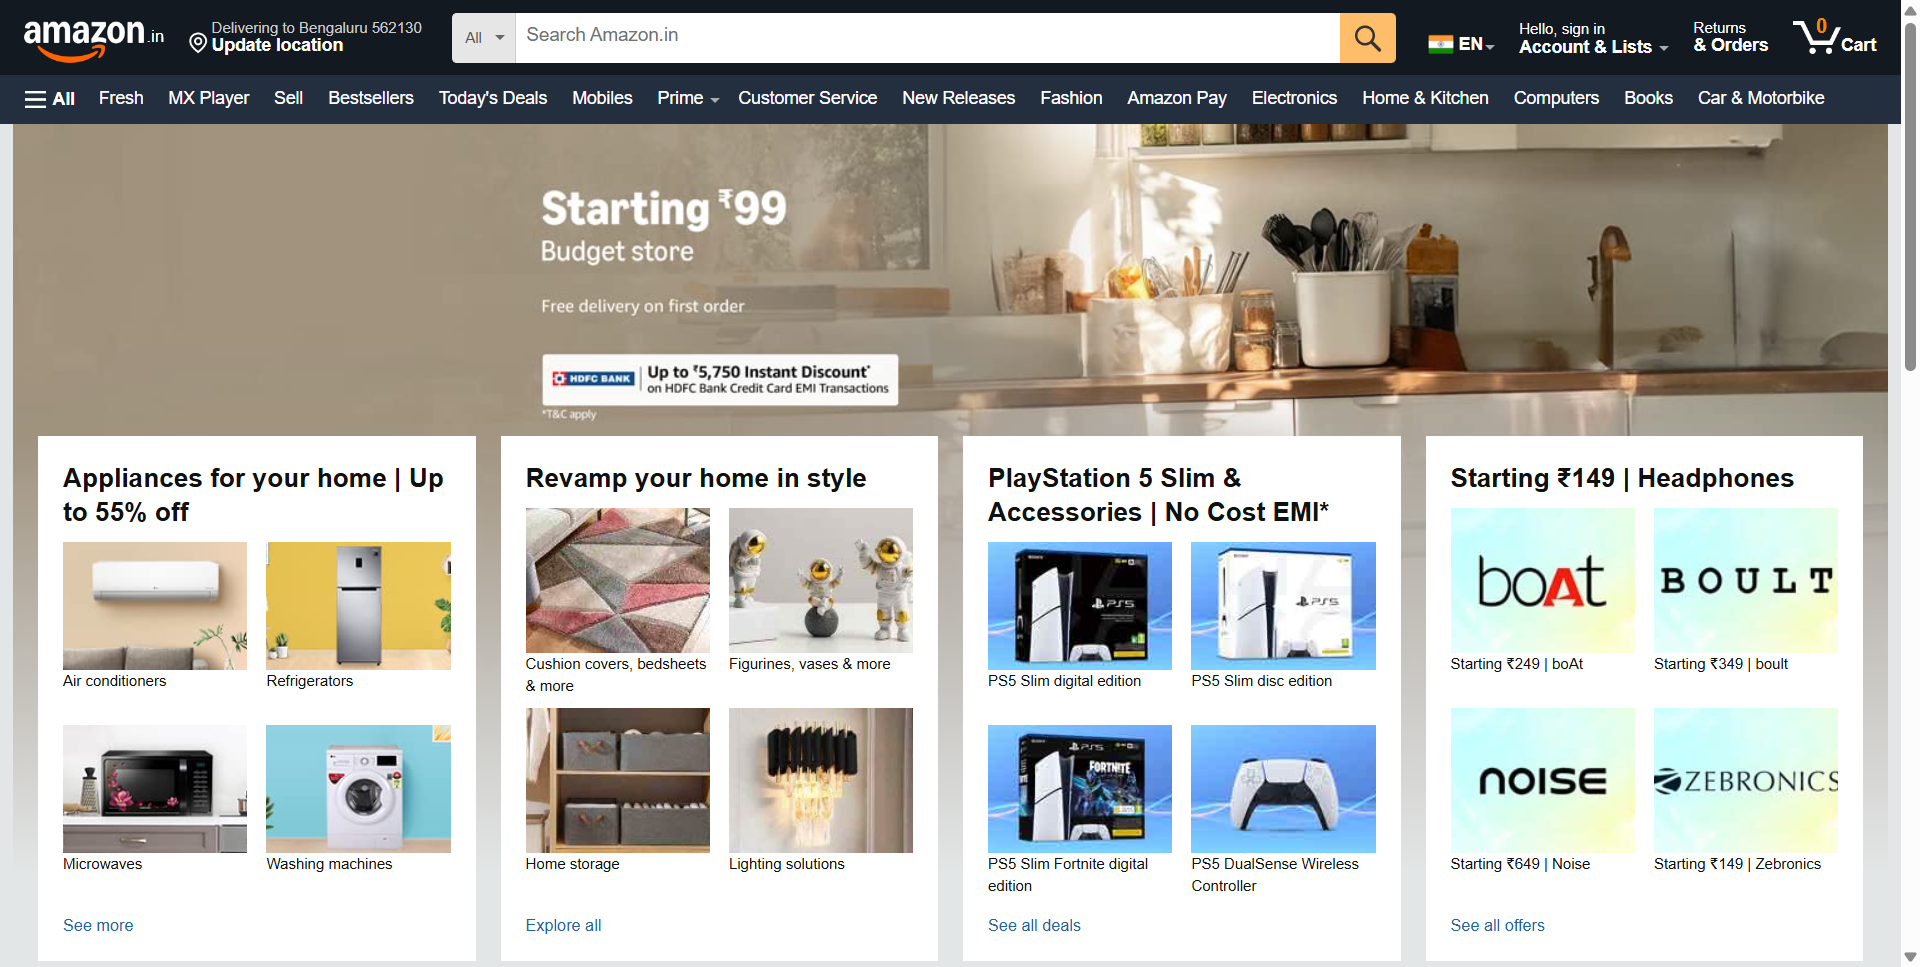 amazon.in
Delivering to Bengaluru 562130
Update location
All
Search Amazon.in
EN
Hello, sign in
Account & Lists
Returns
& Orders
0
Cart
All
Fresh
MX Player
Sell
Bestsellers
Today's Deals
Mobiles
Prime
Customer Service
New Releases
Fashion
Amazon Pay
Electronics
Home & Kitchen
Computers
Books
Car & Motorbike
Starting ₹99
Budget store
Free delivery on first order
HDFC BANK
Up to ₹5,750 Instant Discount*
on HDFC Bank Credit Card EMI Transactions
*T&C apply
Appliances for your home | Up
to 55% off
Air conditioners
Refrigerators
Microwaves
Washing machines
See more
Revamp your home in style
Cushion covers, bedsheets
& more
Figurines, vases & more
Home storage
Lighting solutions
Explore all
PlayStation 5 Slim &
Accessories | No Cost EMI*
SONY
PS5
PS5
PS5 Slim digital edition
PS5 Slim disc edition
PS5
FORTNITE
PS5 Slim Fortnite digital
edition
PS5 DualSense Wireless
Controller
See all deals
Starting ₹149 | Headphones
boAt
BOULT
Starting ₹249 | boAt
Starting ₹349 | boult
noise
ZEBRONICS
Starting ₹649 | Noise
Starting ₹149 | Zebronics
See all offers